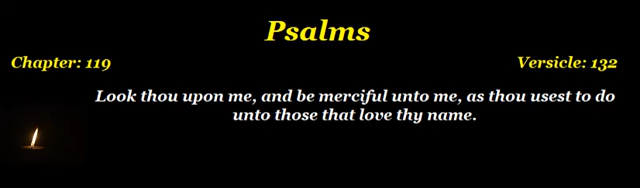 Psalms
Chapter: 119 Versicle: 132
Look thou upon me, and be merciful unto me, as thou usest to do
unto those that love thy name.